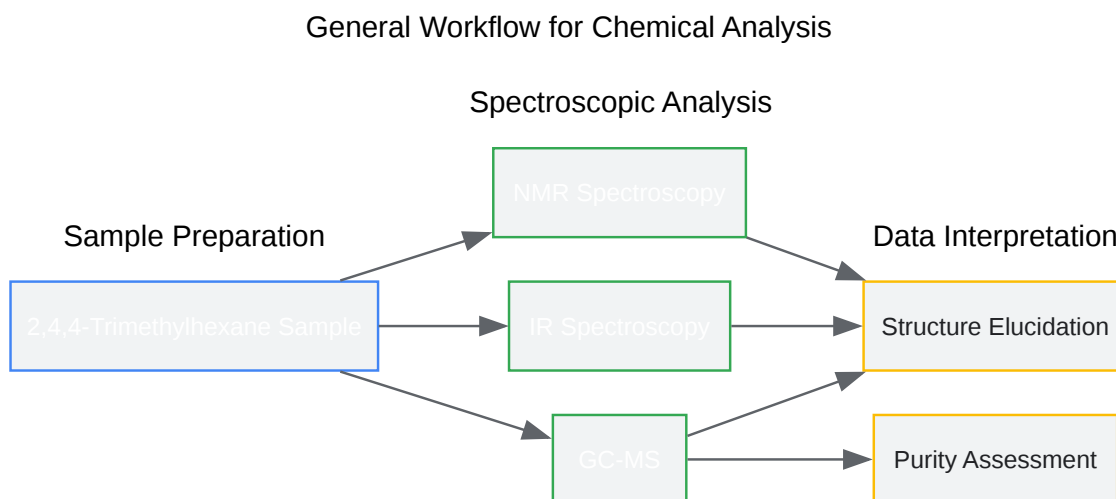 General Workflow for Chemical Analysis
Spectroscopic Analysis
NMR Spectroscopy
Sample Preparation
Data Interpretation
2,4,4-Trimethylhexane Sample
IR Spectroscopy
Structure Elucidation
GC-MS
Purity Assessment